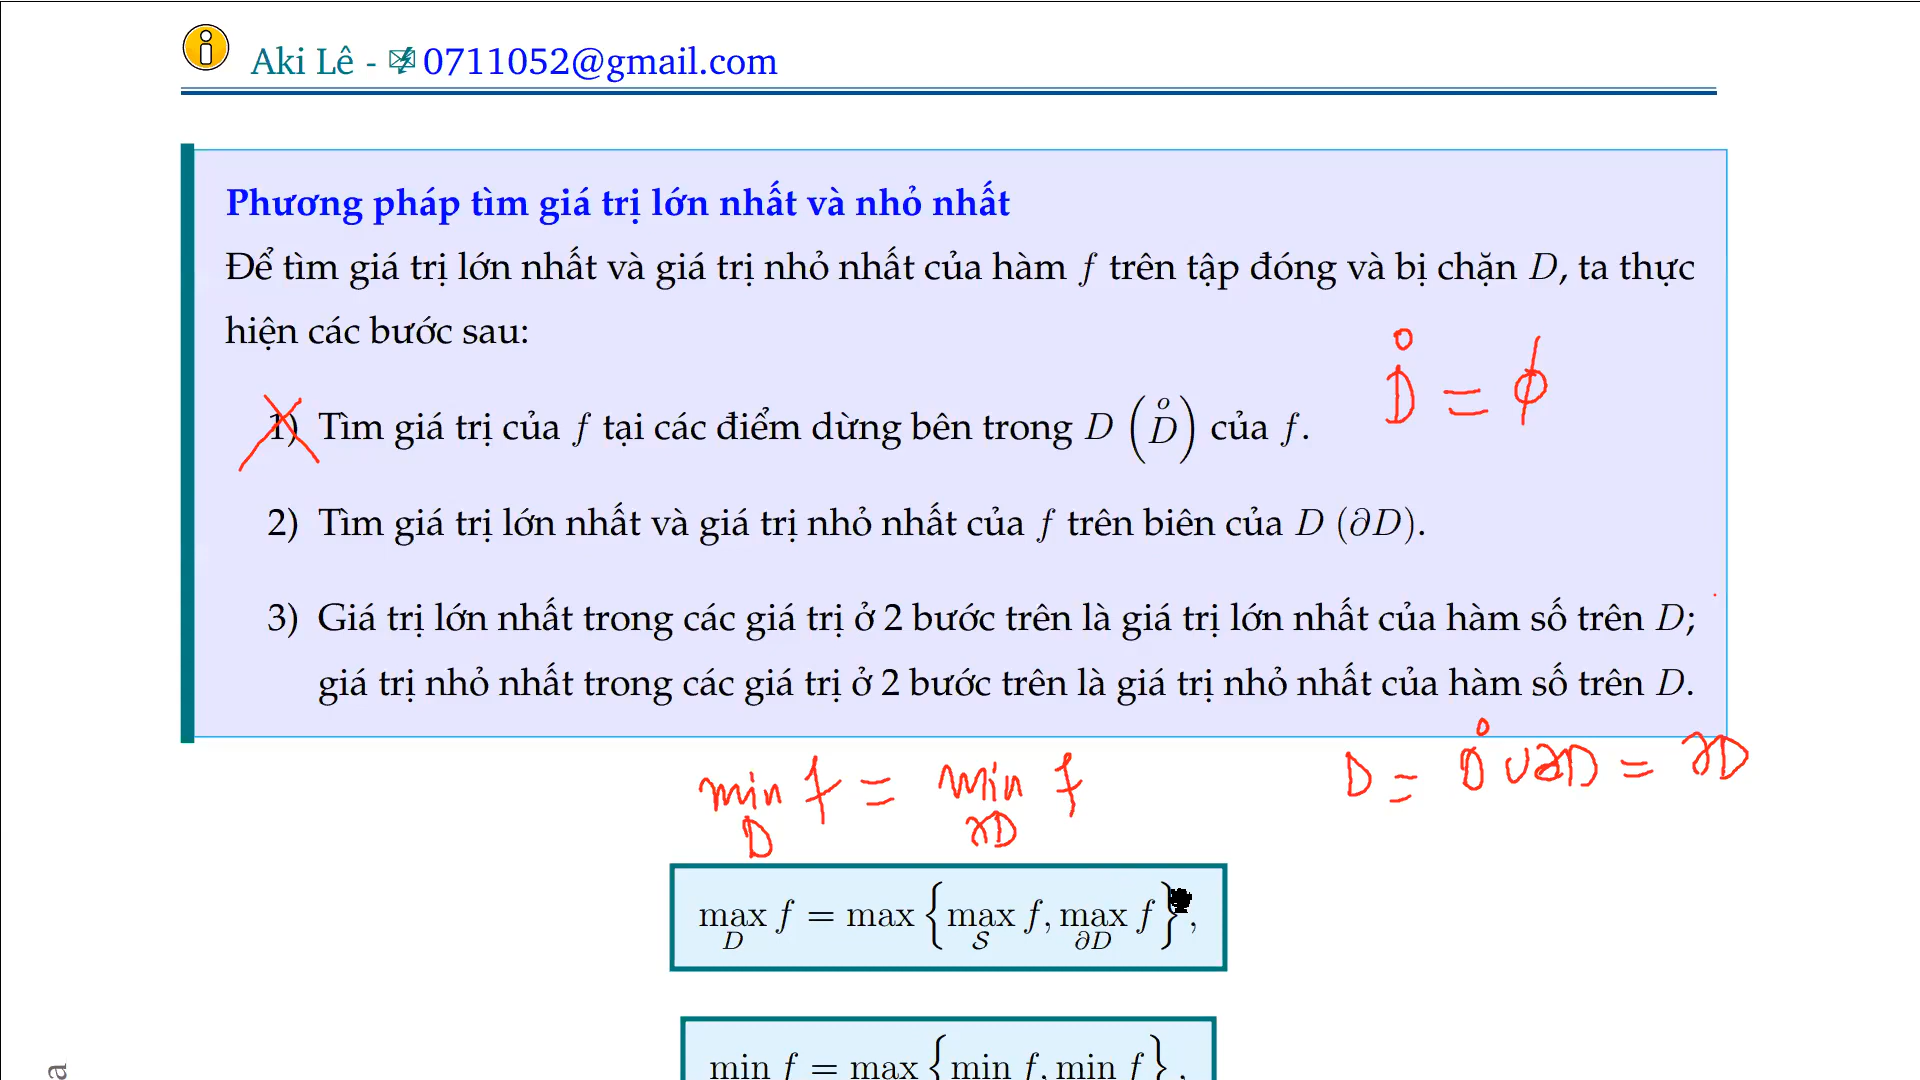 Aki Lê - 0711052@gmail.com
Phương pháp tìm giá trị lớn nhất và nhỏ nhất
Để tìm giá trị lớn nhất và giá trị nhỏ nhất của hàm f trên tập đóng và bị chặn D, ta thực
hiện các bước sau:
D̊ = ϕ
1) Tìm giá trị của f tại các điểm dừng bên trong D (D̊) của f.
2) Tìm giá trị lớn nhất và giá trị nhỏ nhất của f trên biên của D (∂D).
3) Giá trị lớn nhất trong các giá trị ở 2 bước trên là giá trị lớn nhất của hàm số trên D;
giá trị nhỏ nhất trong các giá trị ở 2 bước trên là giá trị nhỏ nhất của hàm số trên D.
min_D f = min_∂D f
D = D̊ ∪ ∂D = ∂D
max_D f = max {max_S f, max_∂D f},
min f = max {min f, min f},
a